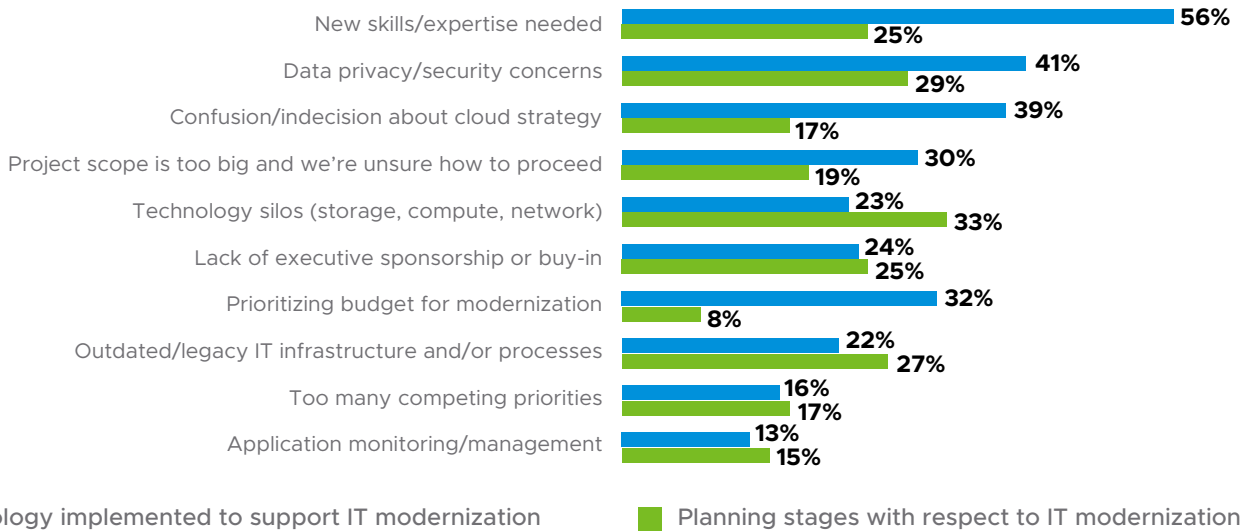 New skills/expertise needed
56%
25%
Data privacy/security concerns
41%
29%
Confusion/indecision about cloud strategy
39%
17%
Project scope is too big and we’re unsure how to proceed
30%
19%
Technology silos (storage, compute, network)
23%
33%
Lack of executive sponsorship or buy-in
24%
25%
Prioritizing budget for modernization
32%
8%
Outdated/legacy IT infrastructure and/or processes
22%
27%
Too many competing priorities
16%
17%
Application monitoring/management
13%
15%
ology implemented to support IT modernization
Planning stages with respect to IT modernization